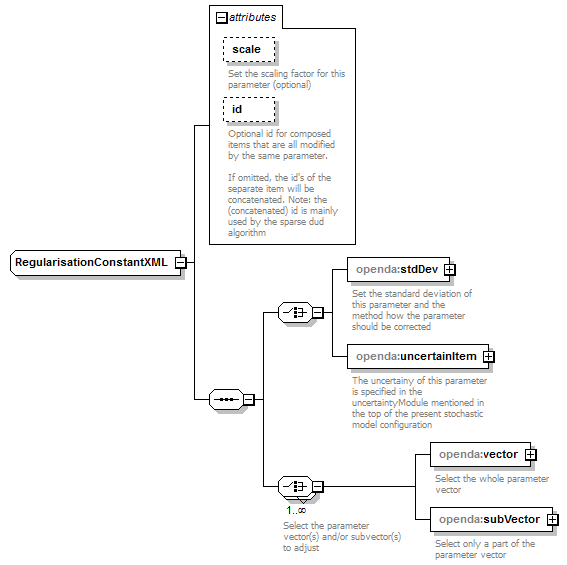 attributes
scale
Set the scaling factor for this
parameter (optional)
id
Optional id for composed
items that are all modified
by the same parameter.
If omitted, the id's of the
separate item will be
concatenated. Note: the
(concatenated) id is mainly
used by the sparse dud
algorithm
RegularisationConstantXML
openda:stdDev
Set the standard deviation of
this parameter and the
method how the parameter
should be corrected
openda:uncertainItem
The uncertainy of this parameter
is specified in the
uncertaintyModule mentioned in
the top of the present stochastic
model configuration
1..∞
Select the parameter
vector(s) and/or subvector(s)
to adjust
openda:vector
Select the whole parameter
vector
openda:subVector
Select only a part of the
parameter vector